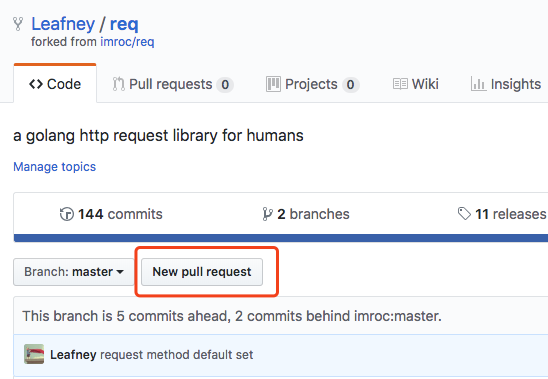 Leafney / req
forked from imroc/req
Code Pull requests 0 Projects 0 Wiki Insights
a golang http request library for humans
Manage topics
144 commits 2 branches 11 releases
Branch: master New pull request
This branch is 5 commits ahead, 2 commits behind imroc:master.
Leafney request method default set